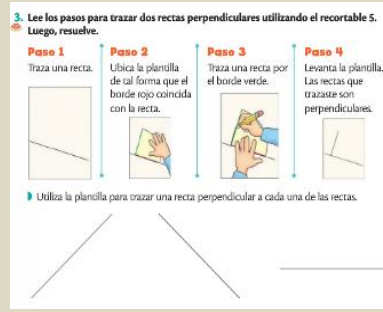 3. Lee los pasos para trazar dos rectas perpendiculares utilizando el recortable 5.
Luego, resuelve.
Paso 1
Traza una recta.
Paso 2
Ubica la plantilla
de tal forma que el
borde rojo coincida
con la recta.
Paso 3
Traza una recta por
el borde verde.
Paso 4
Levanta la plantilla.
Las rectas que
trazaste son
perpendiculares.
Utiliza la plantilla para trazar una recta perpendicular a cada una de las rectas.